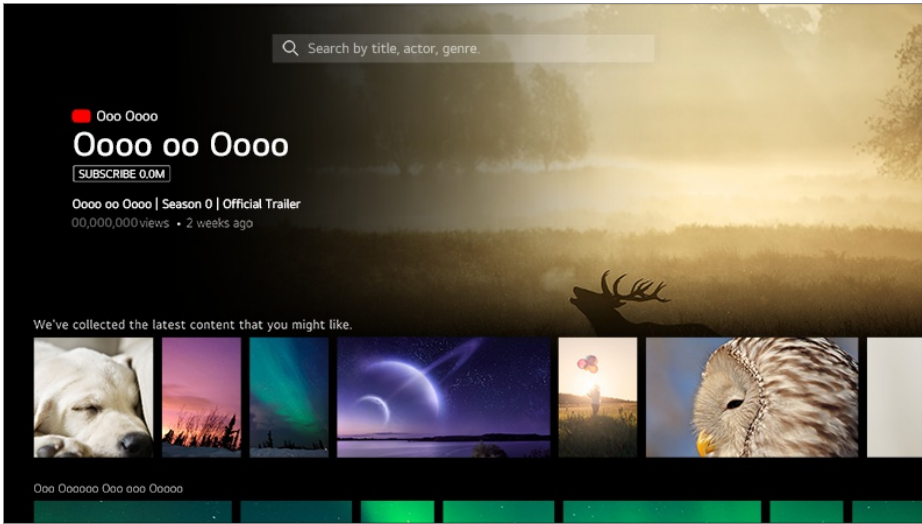 Search by title, actor, genre.
Ooo Oooo
Oooo oo Oooo
SUBSCRIBE 0.0M
Oooo oo Oooo | Season 0 | Official Trailer
00,000,000 views • 2 weeks ago
We've collected the latest content that you might like.
Ooo Oooooo Ooo ooo Ooooo